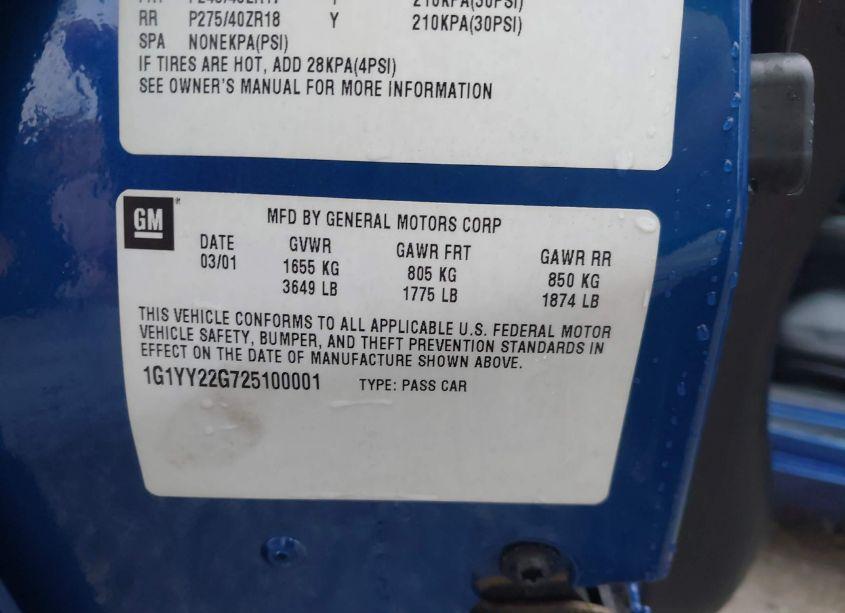 Y 210KPA(30PSI)
RR P275/40ZR18 Y 210KPA(30PSI)
SPA NONEKPA(PSI)
IF TIRES ARE HOT, ADD 28KPA(4PSI)
SEE OWNER'S MANUAL FOR MORE INFORMATION
GM
MFD BY GENERAL MOTORS CORP
DATE GVWR GAWR FRT GAWR RR
03/01 1655 KG 805 KG 850 KG
3649 LB 1775 LB 1874 LB
THIS VEHICLE CONFORMS TO ALL APPLICABLE U.S. FEDERAL MOTOR
VEHICLE SAFETY, BUMPER, AND THEFT PREVENTION STANDARDS IN
EFFECT ON THE DATE OF MANUFACTURE SHOWN ABOVE.
1G1YY22G725100001 TYPE: PASS CAR